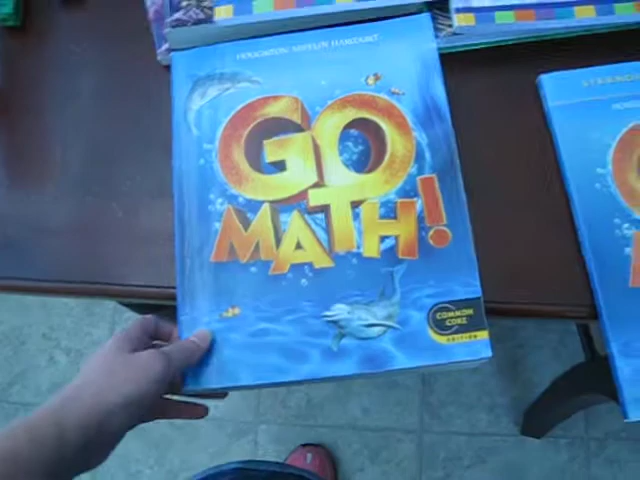 HOUGHTON MIFFLIN HARCOURT
GO
MATH!
COMMON
CORE
EDITION